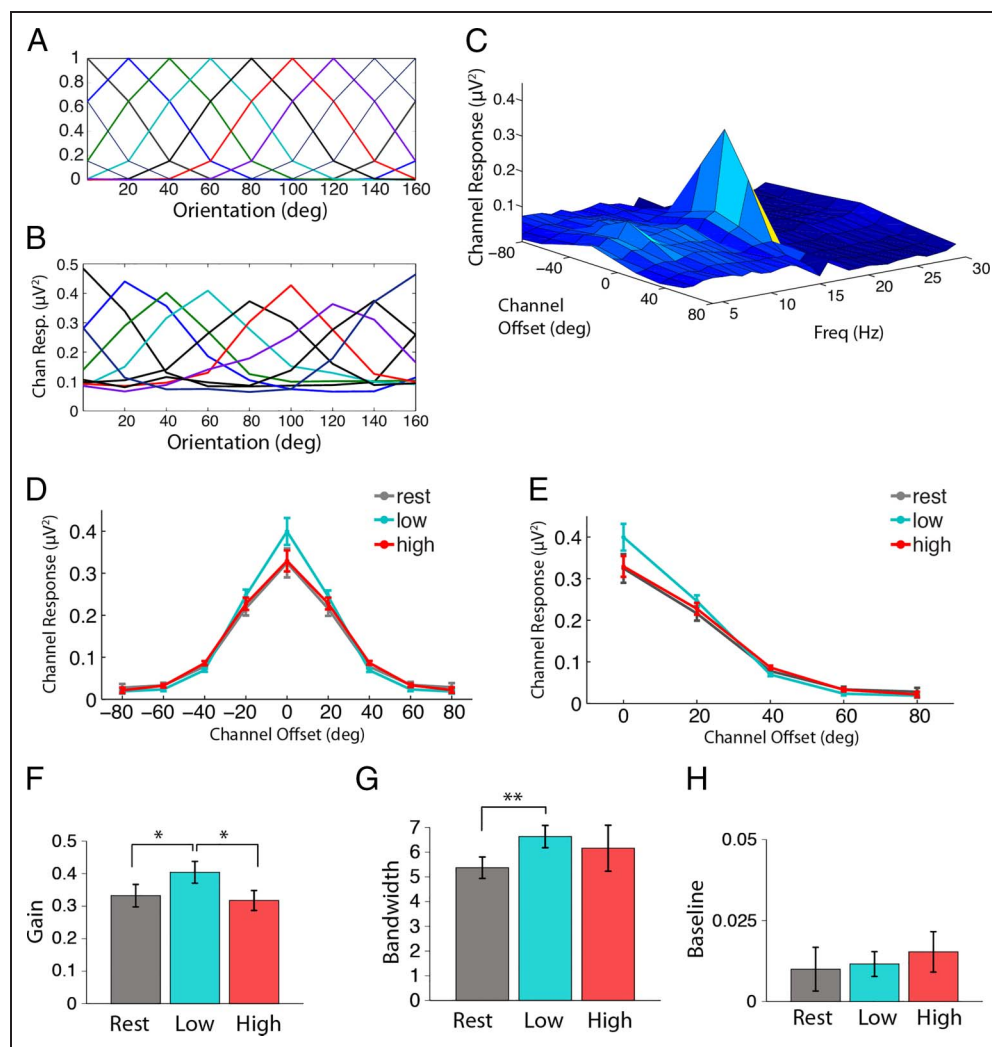 A
1
0.8
0.6
0.4
0.2
0
20 40 60 80 100 120 140 160
Orientation (deg)
B
Chan Resp. (µV²)
0.5
0.4
0.3
0.2
0.1
0
20 40 60 80 100 120 140 160
Orientation (deg)
C
Channel Response (µV²)
0.4
0.3
0.2
0.1
−80
−40
0
40
80
Channel
Offset (deg)
5 10 15 20 25 30
Freq (Hz)
D
rest
low
high
Channel Response (µV²)
0.4
0.3
0.2
0.1
0
−80 −60 −40 −20 0 20 40 60 80
Channel Offset (deg)
E
rest
low
high
Channel Response (µV²)
0.4
0.3
0.2
0.1
0
0 20 40 60 80
Channel Offset (deg)
F
* *
Gain
0.5
0.4
0.3
0.2
0.1
0
Rest Low High
G
**
Bandwidth
7
6
5
4
3
2
1
0
Rest Low High
H
Baseline
0.05
0.025
0
Rest Low High